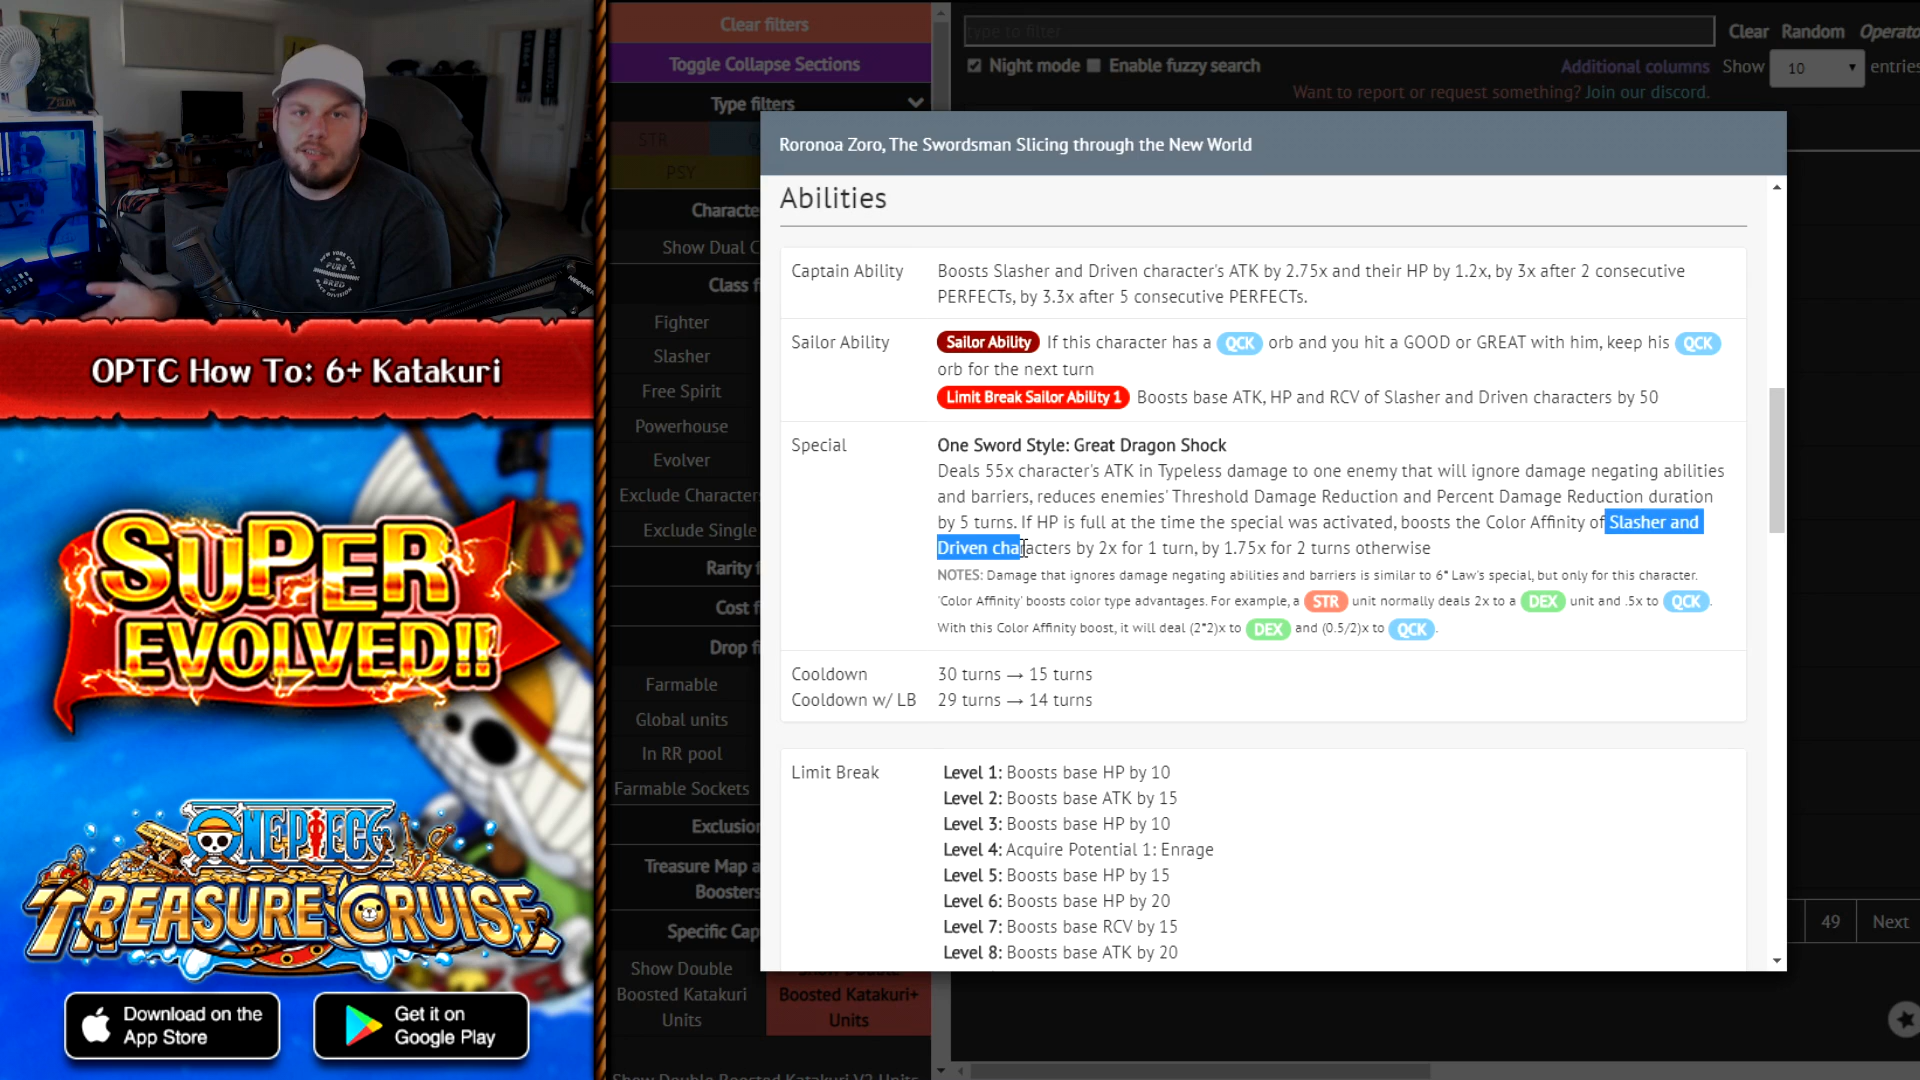 Clear filters
Toggle Collapse Sections
Type filters
STR
PSY
Show Dual
Fighter
Slasher
Free Spirit
Powerhouse
Evolver
Exclude
Exclude Single
Farmable
Global units
In RR pool
Farmable Sockets
Treasure Map
Boosters
Specific
Show Double
Boosted Katakuri
Units
Boosted Katakuri+
Units
type to filter
Clear Random
Night mode Enable fuzzy search
Additional columns Show 10 entries
Want to report or request something? Join our discord.
Roronoa Zoro, The Swordsman Slicing through the New World
Abilities
Captain Ability
Boosts Slasher and Driven character's ATK by 2.75x and their HP by 1.2x, by 3x after 2 consecutive
PERFECTs, by 3.3x after 5 consecutive PERFECTs.
Sailor Ability
Sailor Ability If this character has a QCK orb and you hit a GOOD or GREAT with him, keep his QCK
orb for the next turn
Limit Break Sailor Ability 1 Boosts base ATK, HP and RCV of Slasher and Driven characters by 50
Special
One Sword Style: Great Dragon Shock
Deals 55x character's ATK in Typeless damage to one enemy that will ignore damage negating abilities
and barriers, reduces enemies' Threshold Damage Reduction and Percent Damage Reduction duration
by 5 turns. If HP is full at the time the special was activated, boosts the Color Affinity of Slasher and
Driven characters by 2x for 1 turn, by 1.75x for 2 turns otherwise
NOTES: Damage that ignores damage negating abilities and barriers is similar to 6* Law's special, but only for this character.
'Color Affinity' boosts color type advantages. For example, a STR unit normally deals 2x to a DEX unit and .5x to QCK.
With this Color Affinity boost, it will deal (2*2)x to DEX and (0.5/2)x to QCK.
Cooldown 30 turns → 15 turns
Cooldown w/ LB 29 turns → 14 turns
Limit Break
Level 1: Boosts base HP by 10
Level 2: Boosts base ATK by 15
Level 3: Boosts base HP by 10
Level 4: Acquire Potential 1: Enrage
Level 5: Boosts base HP by 15
Level 6: Boosts base HP by 20
Level 7: Boosts base RCV by 15
Level 8: Boosts base ATK by 20
49 Next
ZELDA
NEW YORK CITY
PURE
BRED
OPTC How To: 6+ Katakuri
SUPER
EVOLVED!!
ONE PIECE
TREASURE CRUISE
Download on the
App Store
Get it on
Google Play